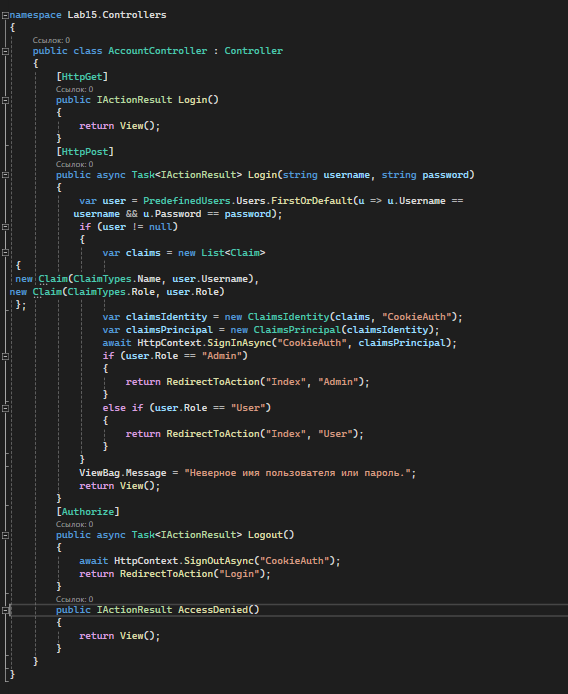 namespace Lab15.Controllers
{
Ссылок: 0
public class AccountController : Controller
{
[HttpGet]
Ссылок: 0
public IActionResult Login()
{
return View();
}
[HttpPost]
Ссылок: 0
public async Task<IActionResult> Login(string username, string password)
{
var user = PredefinedUsers.Users.FirstOrDefault(u => u.Username ==
username && u.Password == password);
if (user != null)
{
var claims = new List<Claim>
{
new Claim(ClaimTypes.Name, user.Username),
new Claim(ClaimTypes.Role, user.Role)
};
var claimsIdentity = new ClaimsIdentity(claims, "CookieAuth");
var claimsPrincipal = new ClaimsPrincipal(claimsIdentity);
await HttpContext.SignInAsync("CookieAuth", claimsPrincipal);
if (user.Role == "Admin")
{
return RedirectToAction("Index", "Admin");
}
else if (user.Role == "User")
{
return RedirectToAction("Index", "User");
}
}
ViewBag.Message = "Неверное имя пользователя или пароль.";
return View();
}
[Authorize]
Ссылок: 0
public async Task<IActionResult> Logout()
{
await HttpContext.SignOutAsync("CookieAuth");
return RedirectToAction("Login");
}
Ссылок: 0
public IActionResult AccessDenied()
{
return View();
}
}
}